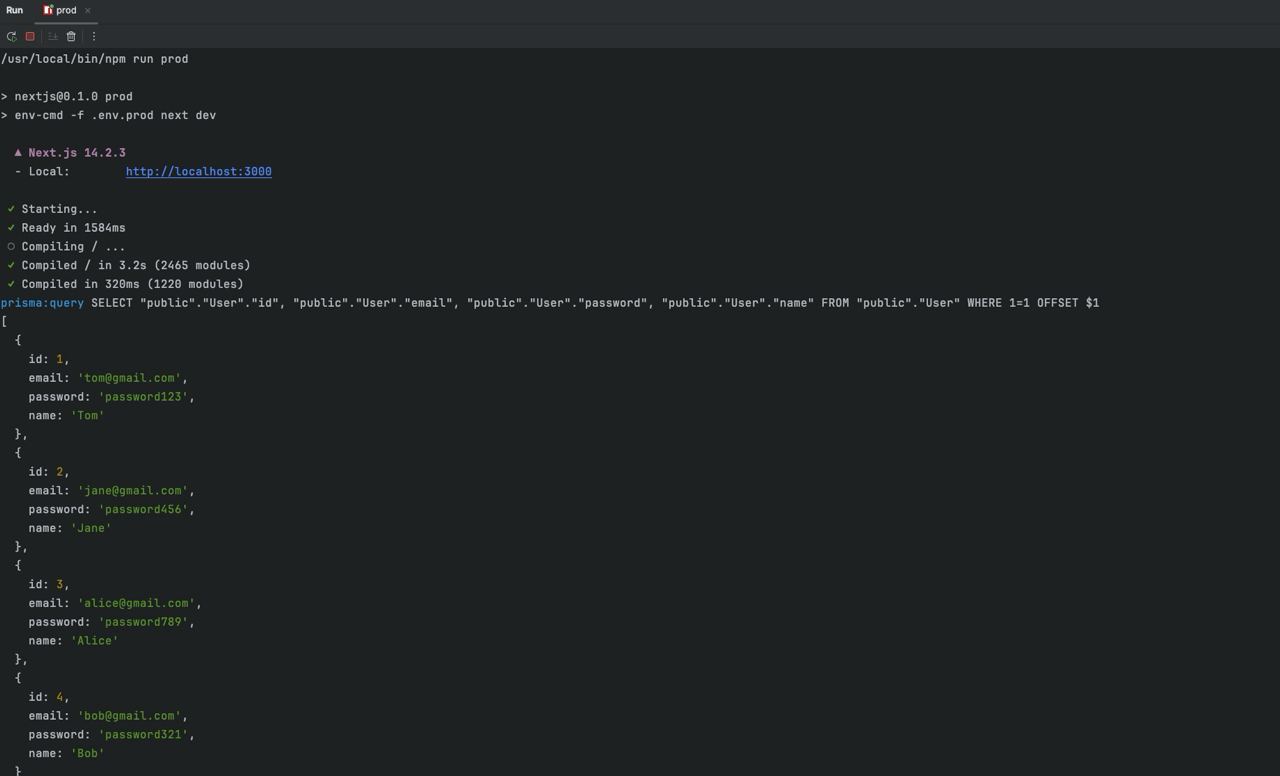 Run prod
/usr/local/bin/npm run prod
> nextjs@0.1.0 prod
> env-cmd -f .env.prod next dev
▲ Next.js 14.2.3
- Local: http://localhost:3000
✓ Starting...
✓ Ready in 1584ms
○ Compiling / ...
✓ Compiled / in 3.2s (2465 modules)
✓ Compiled in 320ms (1220 modules)
prisma:query SELECT "public"."User"."id", "public"."User"."email", "public"."User"."password", "public"."User"."name" FROM "public"."User" WHERE 1=1 OFFSET $1
[
  {
    id: 1,
    email: 'tom@gmail.com',
    password: 'password123',
    name: 'Tom'
  },
  {
    id: 2,
    email: 'jane@gmail.com',
    password: 'password456',
    name: 'Jane'
  },
  {
    id: 3,
    email: 'alice@gmail.com',
    password: 'password789',
    name: 'Alice'
  },
  {
    id: 4,
    email: 'bob@gmail.com',
    password: 'password321',
    name: 'Bob'
  }